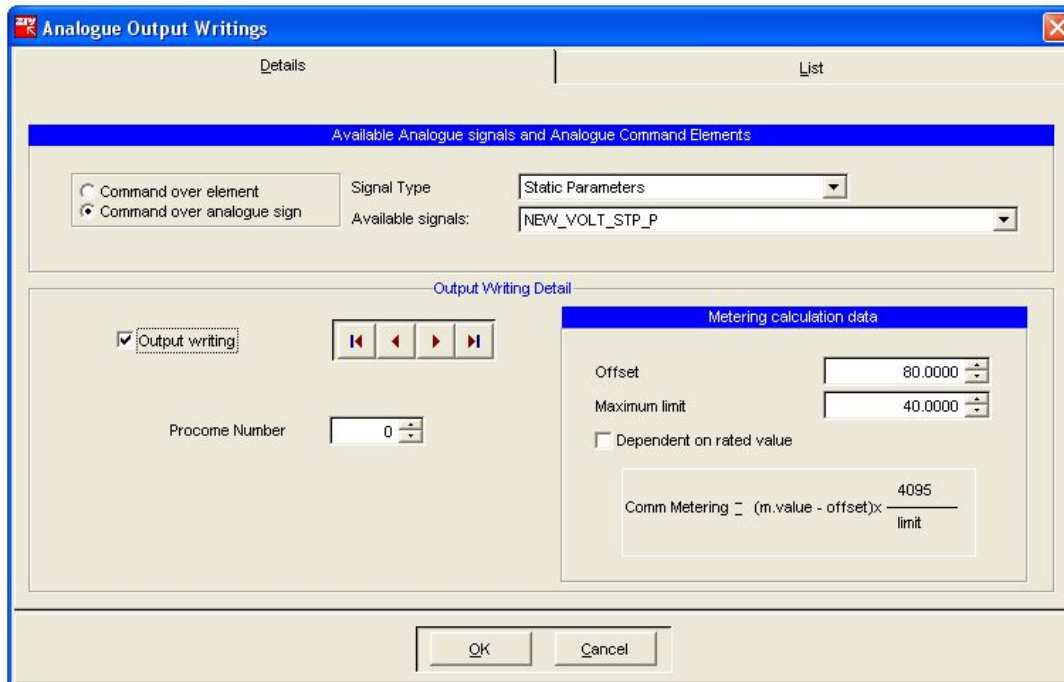 ZIV Analogue Output Writings
Details List
Available Analogue signals and Analogue Command Elements
Command over element
Command over analogue sign
Signal Type Static Parameters
Available signals: NEW_VOLT_STP_P
Output Writing Detail
Output writing
Procome Number 0
Metering calculation data
Offset 80.0000
Maximum limit 40.0000
Dependent on rated value
Comm Metering = (m.value - offset)x 4095
limit
OK Cancel